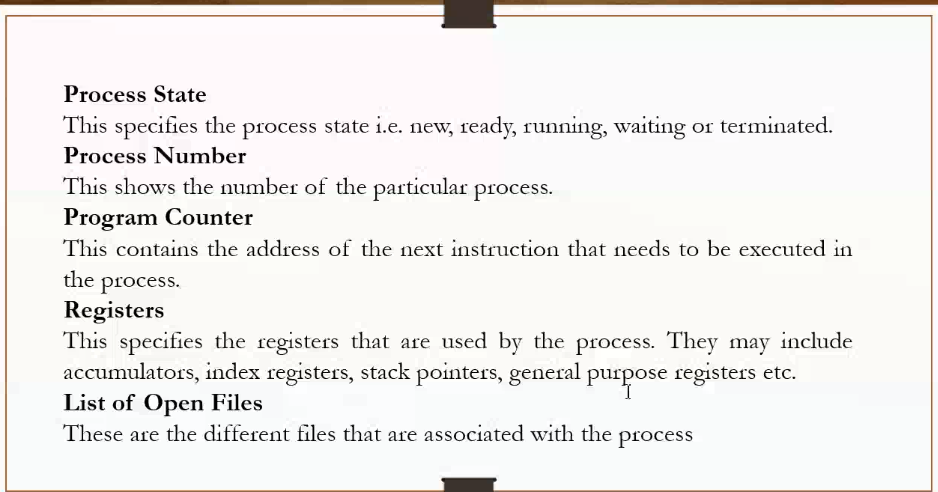 Process State
This specifies the process state i.e. new, ready, running, waiting or terminated.
Process Number
This shows the number of the particular process.
Program Counter
This contains the address of the next instruction that needs to be executed in
the process.
Registers
This specifies the registers that are used by the process. They may include
accumulators, index registers, stack pointers, general purpose registers etc.
List of Open Files
These are the different files that are associated with the process